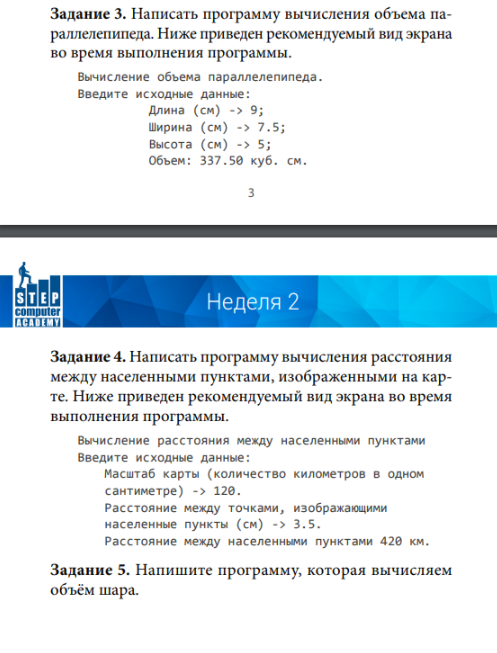 Задание 3. Написать программу вычисления объема па-
раллелепипеда. Ниже приведен рекомендуемый вид экрана
во время выполнения программы.
Вычисление объема параллелепипеда.
Введите исходные данные:
Длина (см) -> 9;
Ширина (см) -> 7.5;
Высота (см) -> 5;
Объем: 337.50 куб. см.
3
STEP
computer
ACADEMY
Неделя 2
Задание 4. Написать программу вычисления расстояния
между населенными пунктами, изображенными на кар-
те. Ниже приведен рекомендуемый вид экрана во время
выполнения программы.
Вычисление расстояния между населенными пунктами
Введите исходные данные:
Масштаб карты (количество километров в одном
сантиметре) -> 120.
Расстояние между точками, изображающими
населенные пункты (см) -> 3.5.
Расстояние между населенными пунктами 420 км.
Задание 5. Напишите программу, которая вычисляем
объём шара.